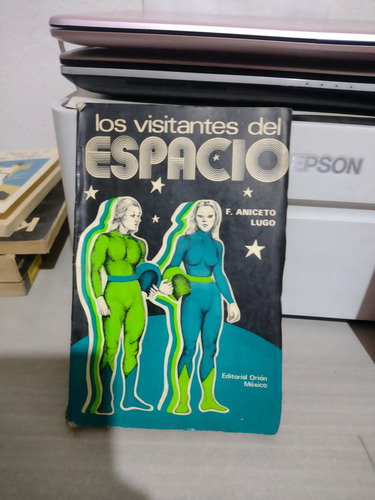 los visitantes del
ESPACIO
F. ANICETO
LUGO
Editorial Orión
México
EPSON